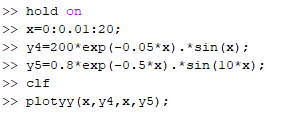 >> hold on
>> x=0:0.01:20;
>> y4=200*exp(-0.05*x).*sin(x);
>> y5=0.8*exp(-0.5*x).*sin(10*x);
>> clf
>> plotyy(x,y4,x,y5);